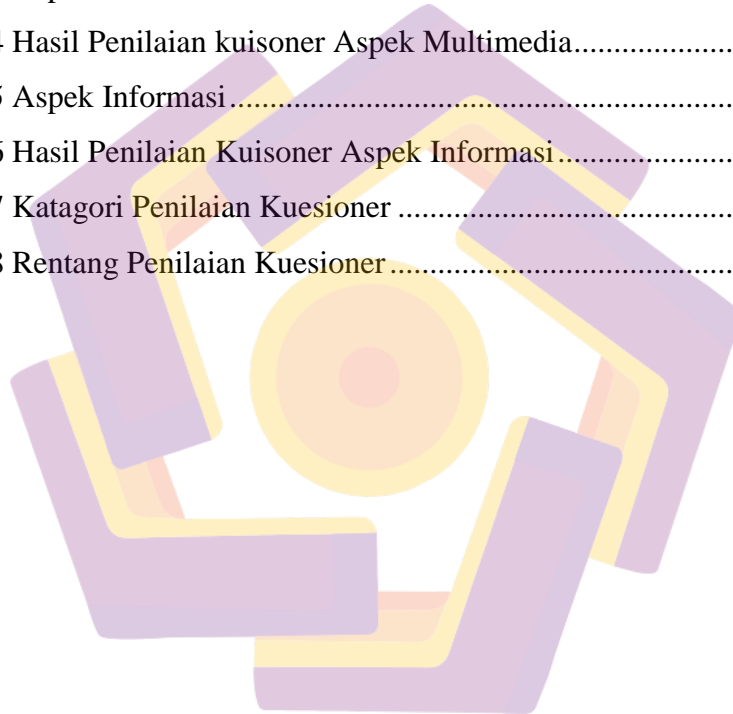 4 Hasil Penilaian kuisoner Aspek Multimedia......................
5 Aspek Informasi................................................................
6 Hasil Penilaian Kuisoner Aspek Informasi........................
7 Katagori Penilaian Kuesioner ............................................
8 Rentang Penilaian Kuesioner .............................................